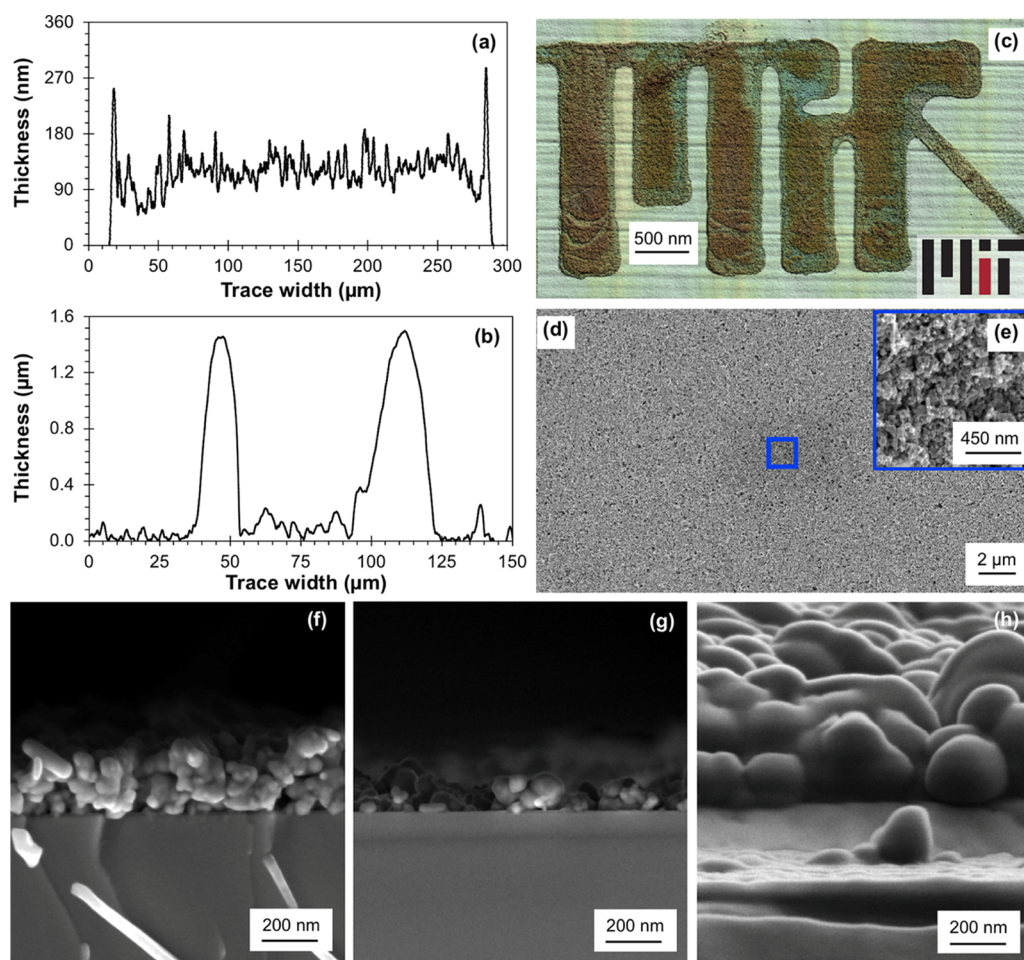 360
270
180
90
0
Thickness (nm)
(a)
0 50 100 150 200 250 300
Trace width (µm)
1.6
1.2
0.8
0.4
0.0
Thickness (µm)
(b)
0 25 50 75 100 125 150
Trace width (µm)
(c)
500 nm
(d)
2 µm
(e)
450 nm
(f)
200 nm
(g)
200 nm
(h)
200 nm